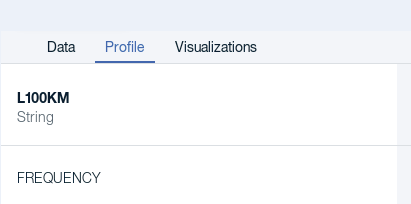 Data Profile Visualizations
L100KM
String
FREQUENCY